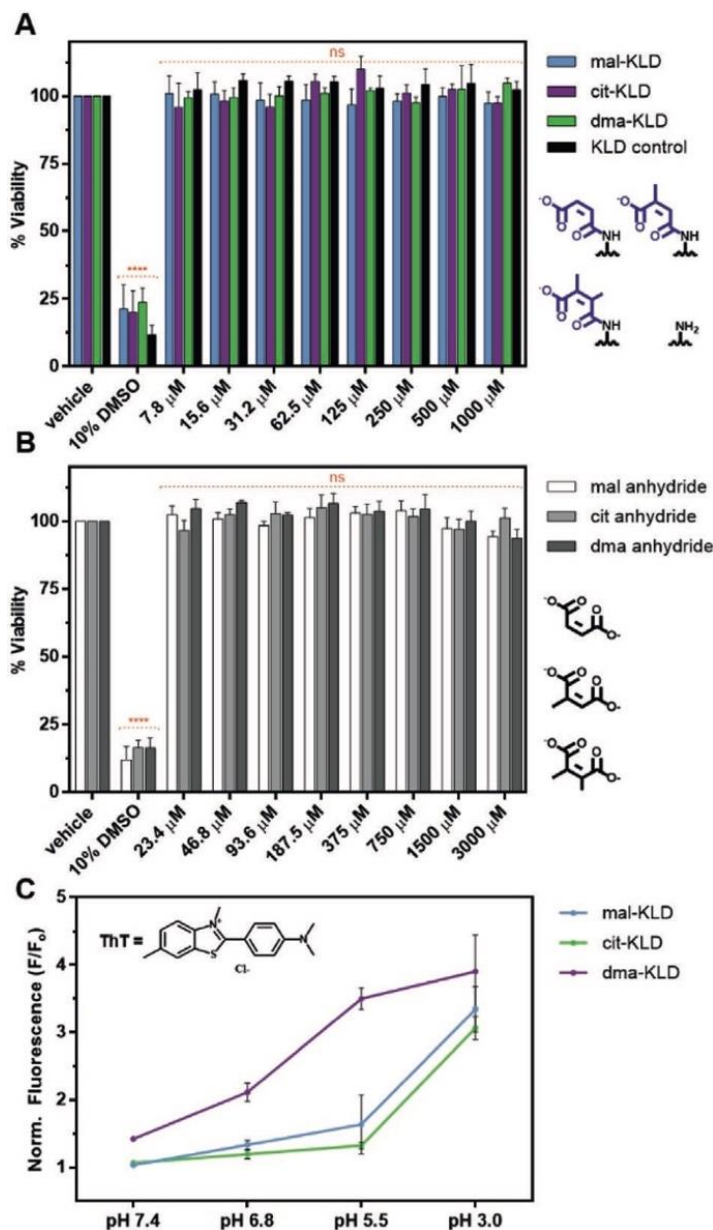 A
ns
% Viability
100
75
50
25
0
****
vehicle
10% DMSO
7.8 μM
15.6 μM
31.2 μM
62.5 μM
125 μM
250 μM
500 μM
1000 μM
mal-KLD
cit-KLD
dma-KLD
KLD control
-O
O
O
NH
-O
O
O
NH
-O
O
O
NH
NH2
B
ns
% Viability
100
75
50
25
0
****
vehicle
10% DMSO
23.4 μM
46.8 μM
93.6 μM
187.5 μM
375 μM
750 μM
1500 μM
3000 μM
mal anhydride
cit anhydride
dma anhydride
-O
O
O
O-
-O
O
O
O-
-O
O
O
O-
C
Norm. Fluorescence (F/Fo)
5
4
3
2
1
ThT =
N+
S
N
Cl-
pH 7.4
pH 6.8
pH 5.5
pH 3.0
mal-KLD
cit-KLD
dma-KLD